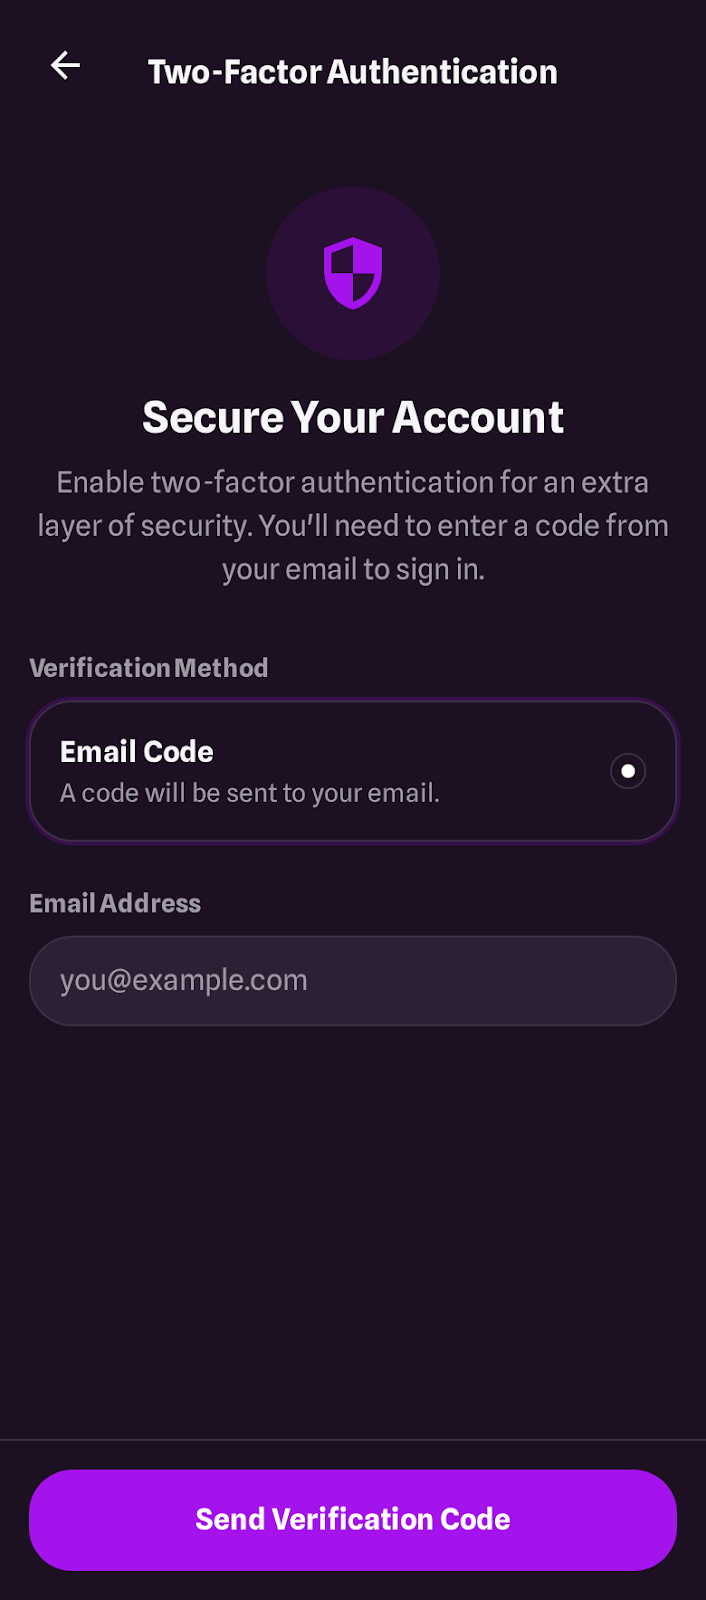 Two-Factor Authentication
Secure Your Account
Enable two-factor authentication for an extra
layer of security. You'll need to enter a code from
your email to sign in.
Verification Method
Email Code
A code will be sent to your email.
Email Address
you@example.com
Send Verification Code